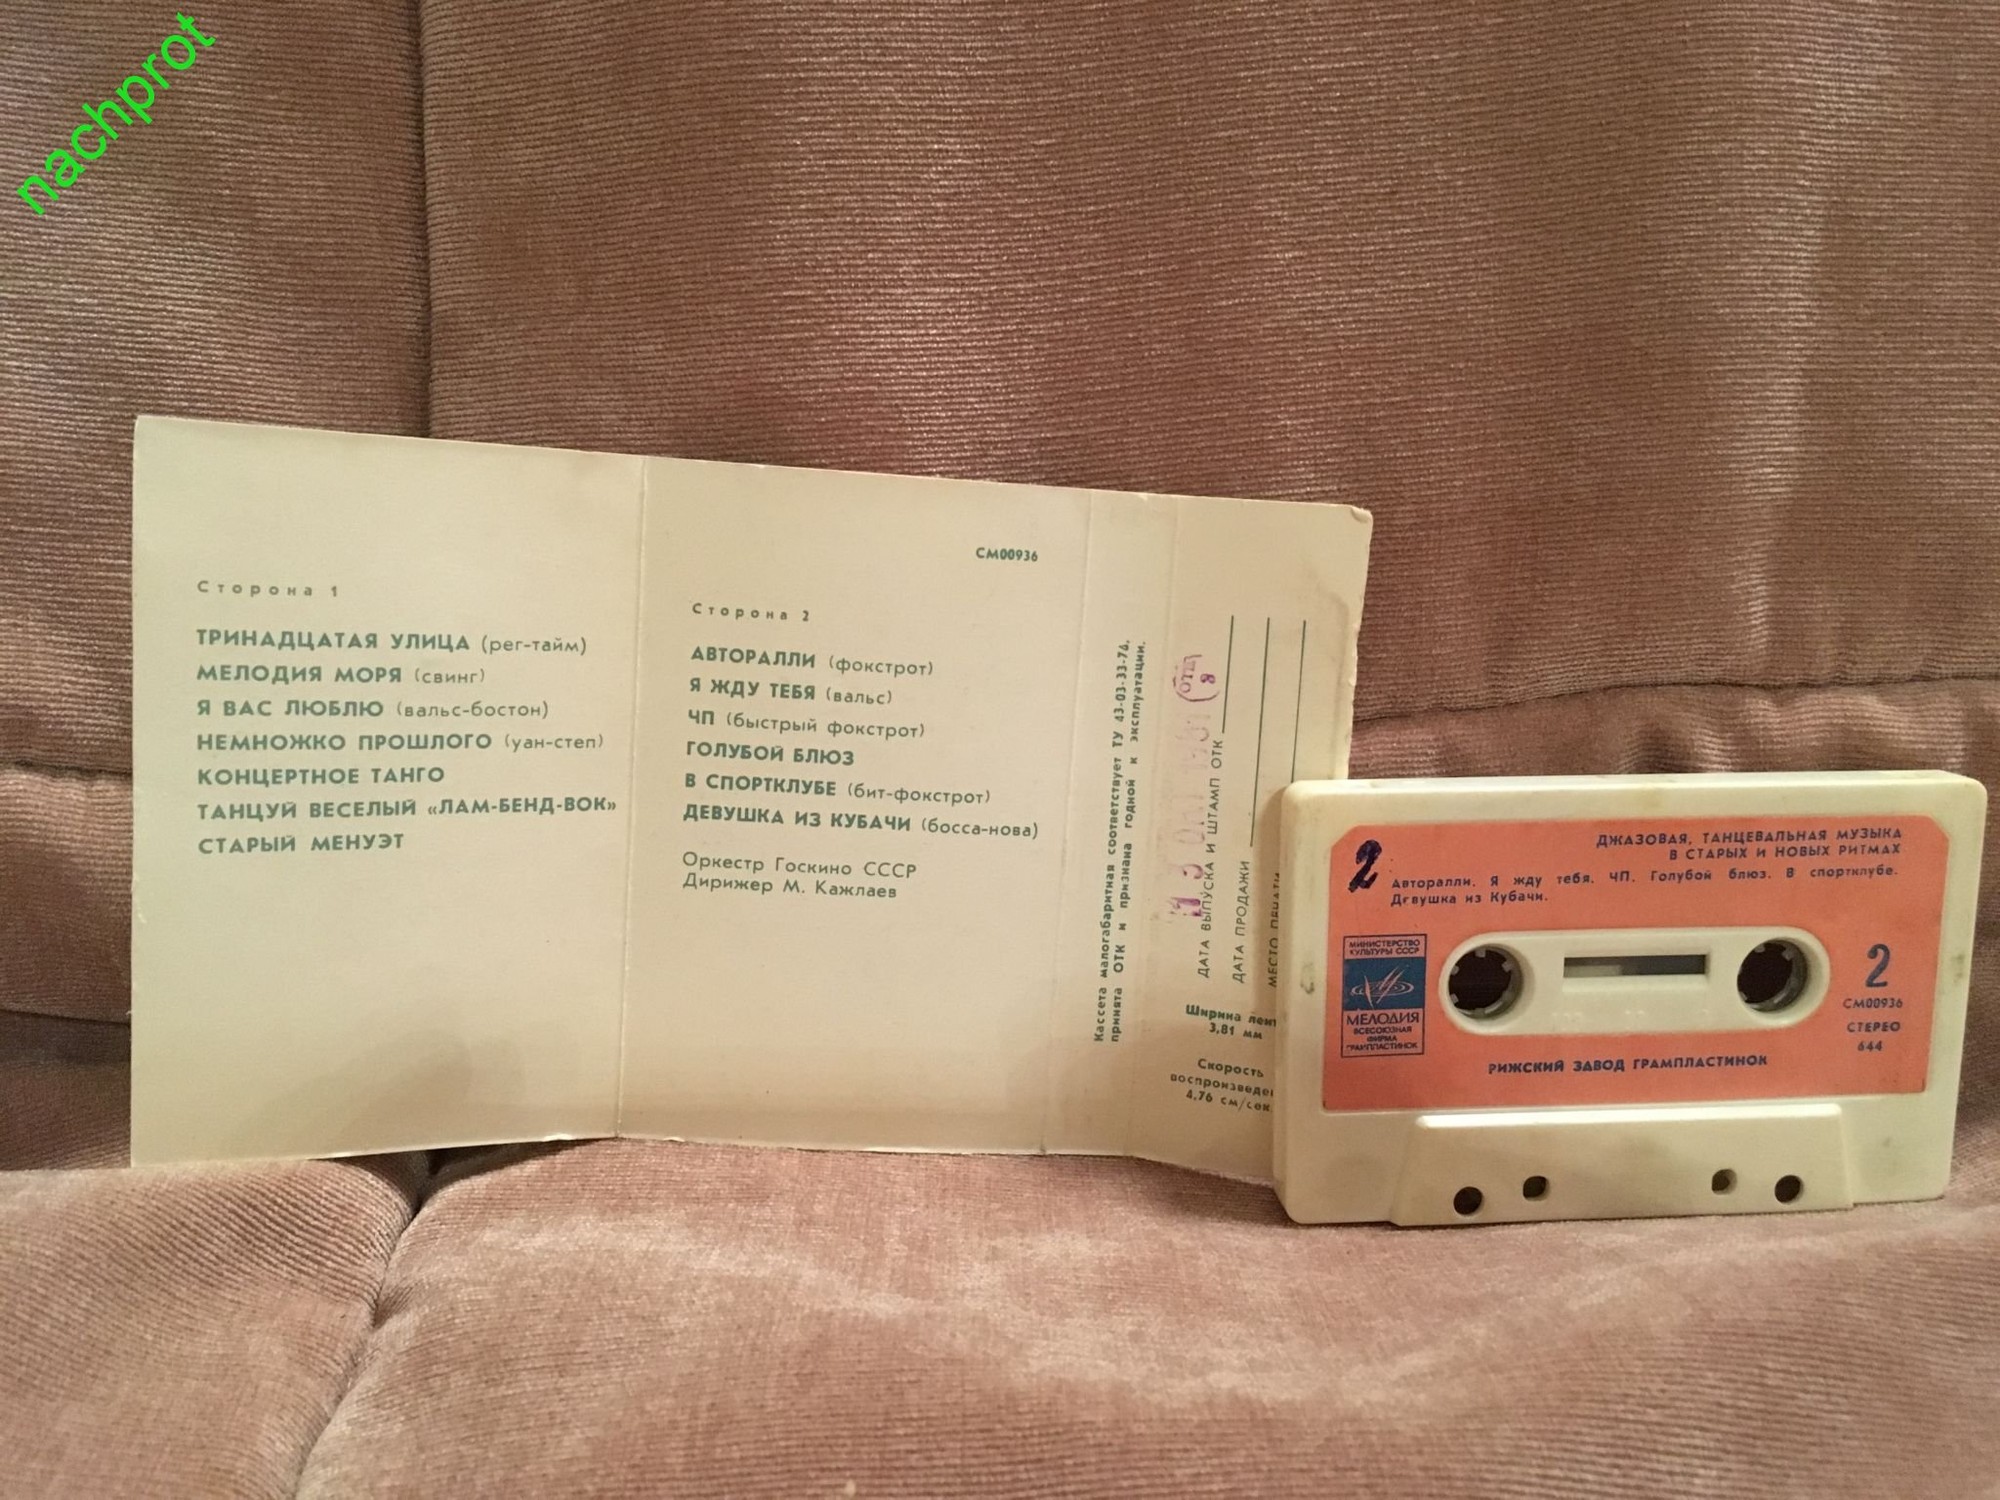 nachprot
Сторона 1
ТРИНАДЦАТАЯ УЛИЦА (рег-тайм)
МЕЛОДИЯ МОРЯ (свинг)
Я ВАС ЛЮБЛЮ (вальс-бостон)
НЕМНОЖКО ПРОШЛОГО (уан-степ)
КОНЦЕРТНОЕ ТАНГО
ТАНЦУЙ ВЕСЕЛЫЙ «ЛАМ-БЕНД-ВОК»
СТАРЫЙ МЕНУЭТ
СМ00936
Сторона 2
АВТОРАЛЛИ (фокстрот)
Я ЖДУ ТЕБЯ (вальс)
ЧП (быстрый фокстрот)
ГОЛУБОЙ БЛЮЗ
В СПОРТКЛУБЕ (бит-фокстрот)
ДЕВУШКА ИЗ КУБАЧИ (босса-нова)
Оркестр Госкино СССР
Дирижер М. Кажлаев
Кассета малогабаритная соответствует ТУ 43-03-33-76,
принята ОТК и признана годной к эксплуатации.
ДАТА ВЫПУСКА И ШТАМП ОТК
ДАТА ПРОДАЖИ
МЕСТО
ОТК
8
Ширина
3,81 мм
Скорость
4,76 см/сек
2
ДЖАЗОВАЯ, ТАНЦЕВАЛЬНАЯ МУЗЫКА
В СТАРЫХ И НОВЫХ РИТМАХ
Авторалли. Я жду тебя. ЧП. Голубой блюз. В спортклубе.
Девушка из Кубачи.
МИНИСТЕРСТВО
КУЛЬТУРЫ СССР
МЕЛОДИЯ
ВСЕСОЮЗНАЯ
ФИРМА
ГРАМПЛАСТИНОК
2
СМ00936
СТЕРЕО
644
РИЖСКИЙ ЗАВОД ГРАМПЛАСТИНОК